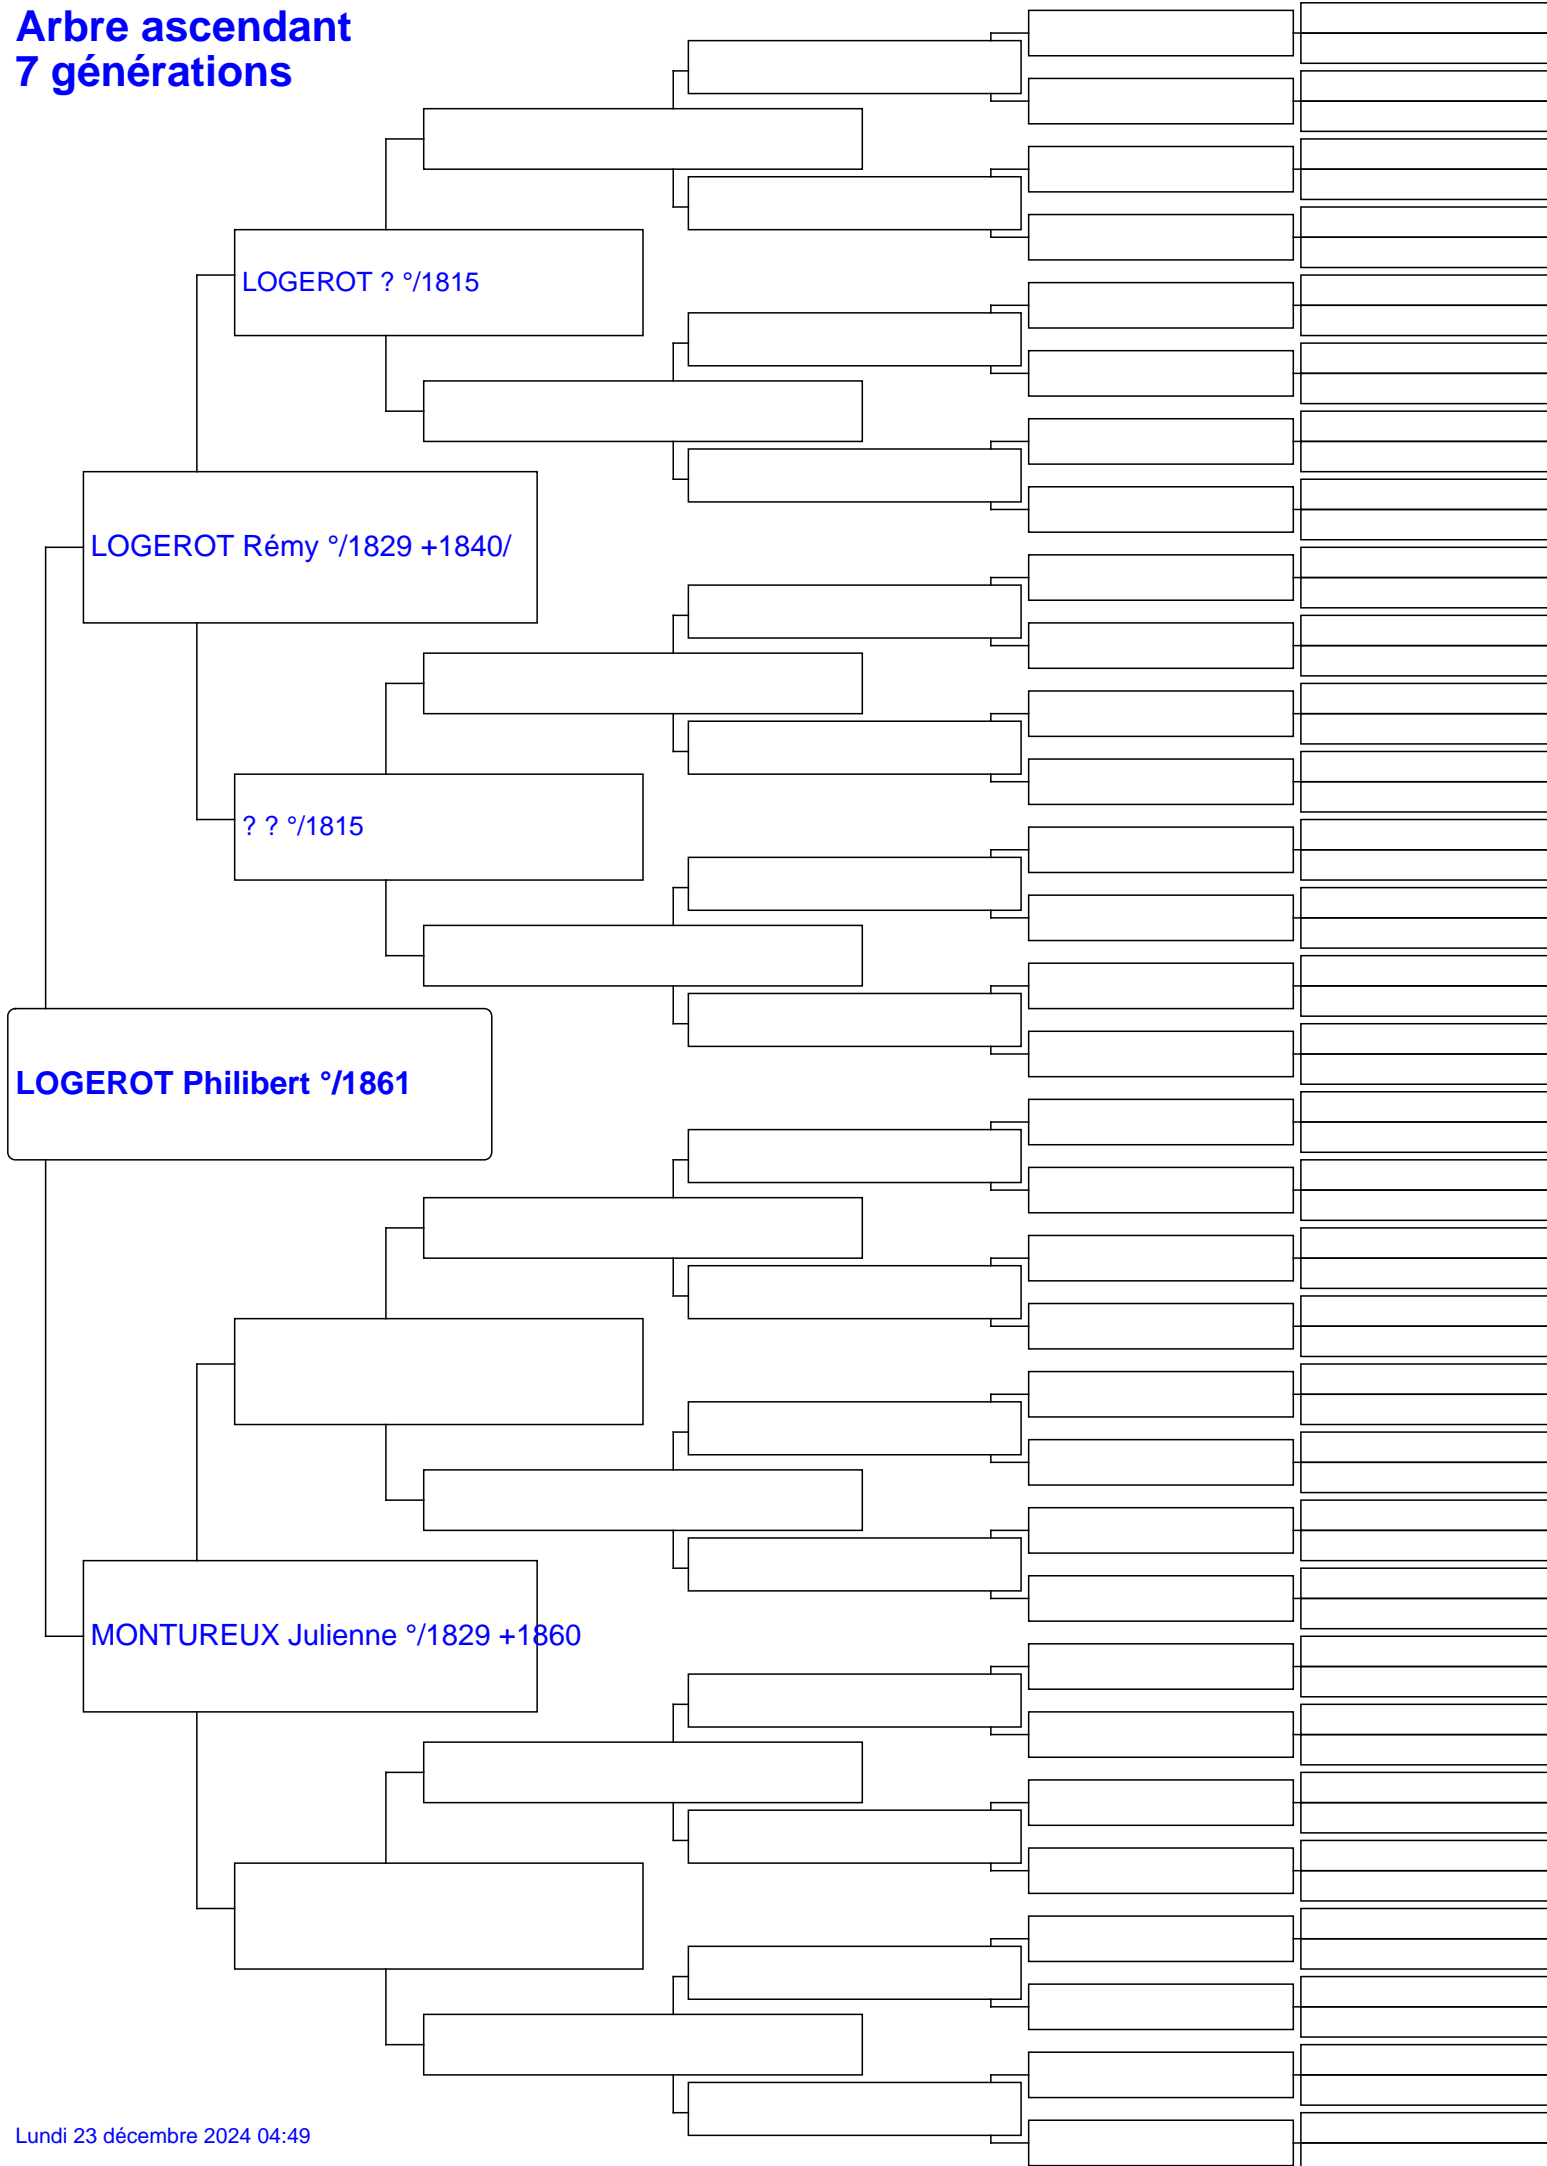 Arbre ascendant
7 générations
LOGEROT ? °/1815
LOGEROT Rémy °/1829 +1840/
? ? °/1815
LOGEROT Philibert °/1861
MONTUREUX Julienne °/1829 +1860
Lundi 23 décembre 2024 04:49